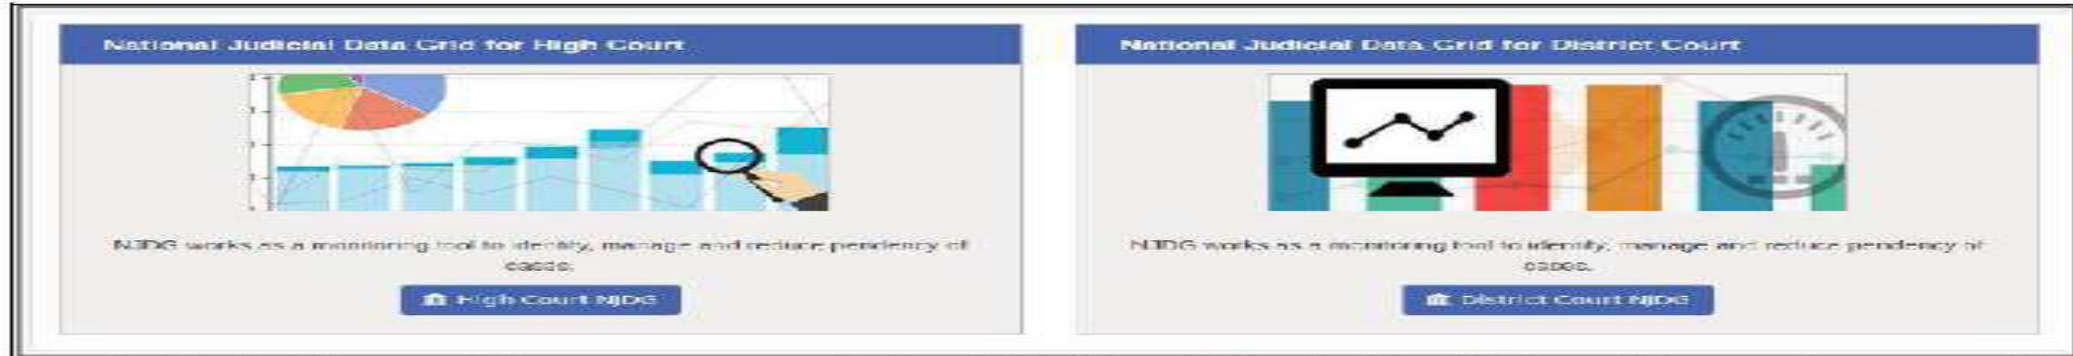 National Judicial Data Grid for High Court
NJDG works as a monitoring tool to identify, manage and reduce pendency of
cases.
High Court NJDG
National Judicial Data Grid for District Court
NJDG works as a monitoring tool to identify, manage and reduce pendency of
cases.
District Court NJDG